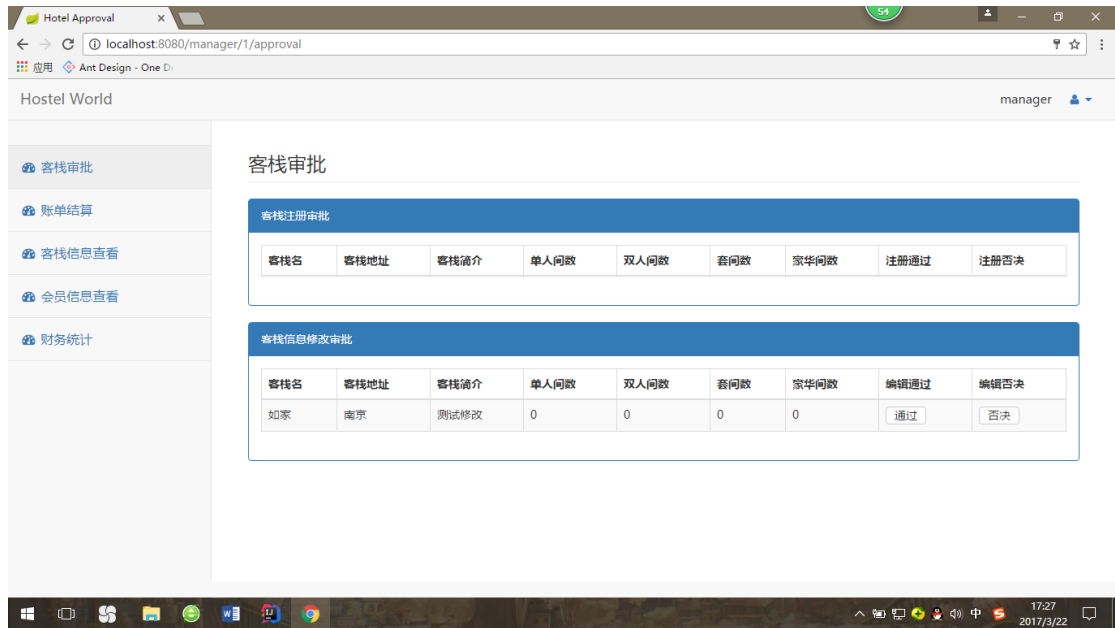 Hotel Approval
54
localhost:8080/manager/1/approval
应用 Ant Design - One D
Hostel World manager
客栈审批
账单结算
客栈信息查看
会员信息查看
财务统计
客栈审批
客栈注册审批
客栈名 客栈地址 客栈简介 单人间数 双人间数 套间数 家华间数 注册通过 注册否决
客栈信息修改审批
客栈名 客栈地址 客栈简介 单人间数 双人间数 套间数 家华间数 编辑通过 编辑否决
如家 南京 测试修改 0 0 0 0 通过 否决
中 17:27
2017/3/22